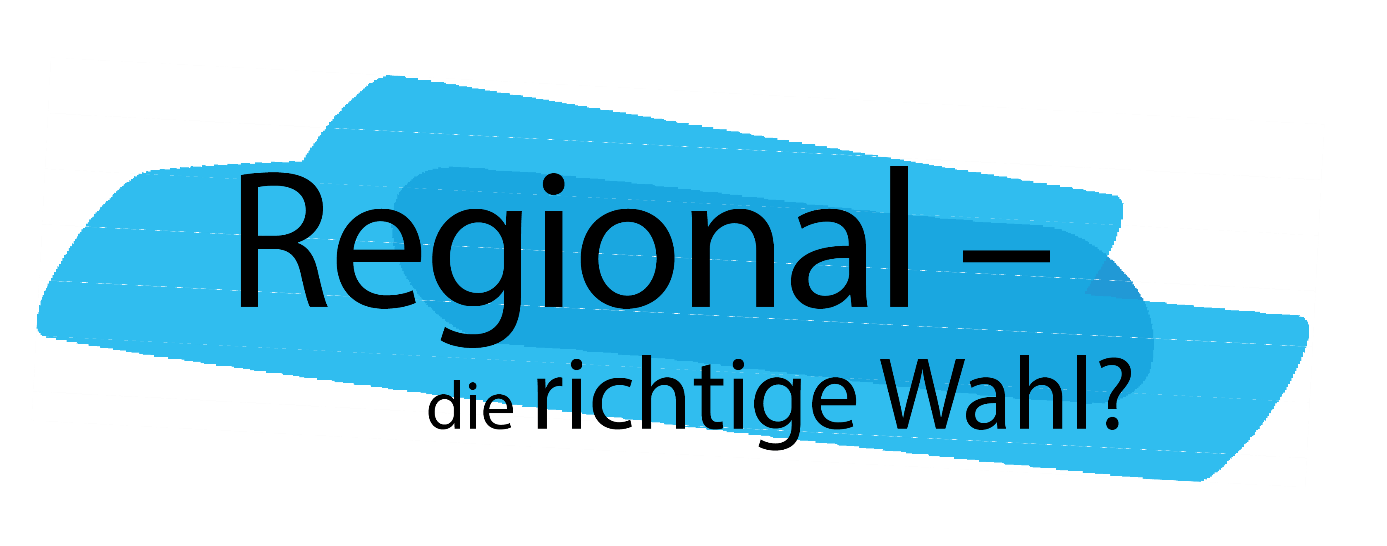 Regional –
die richtige Wahl?